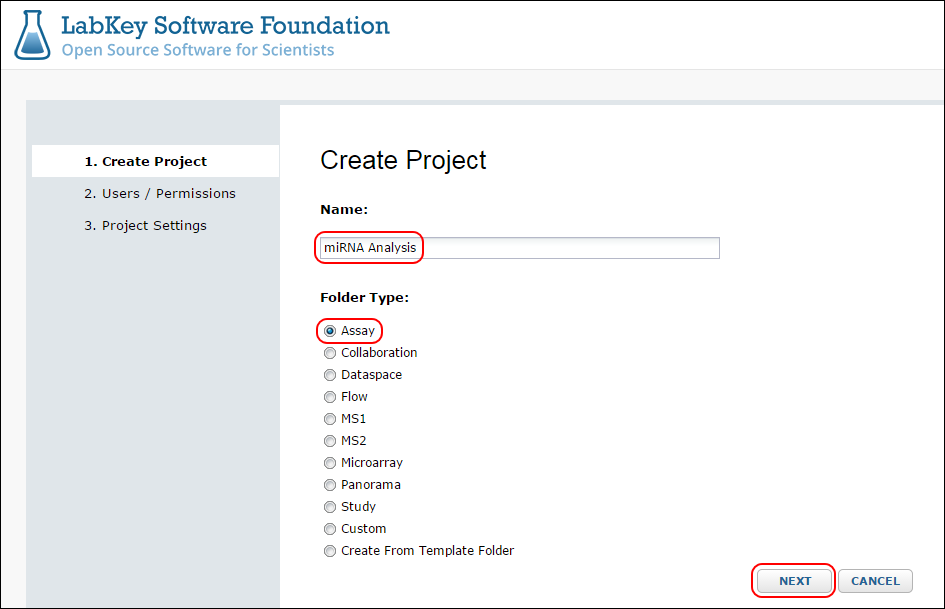 LabKey Software Foundation
Open Source Software for Scientists
1. Create Project
2. Users / Permissions
3. Project Settings
Create Project
Name:
miRNA Analysis
Folder Type:
Assay
Collaboration
Dataspace
Flow
MS1
MS2
Microarray
Panorama
Study
Custom
Create From Template Folder
NEXT CANCEL